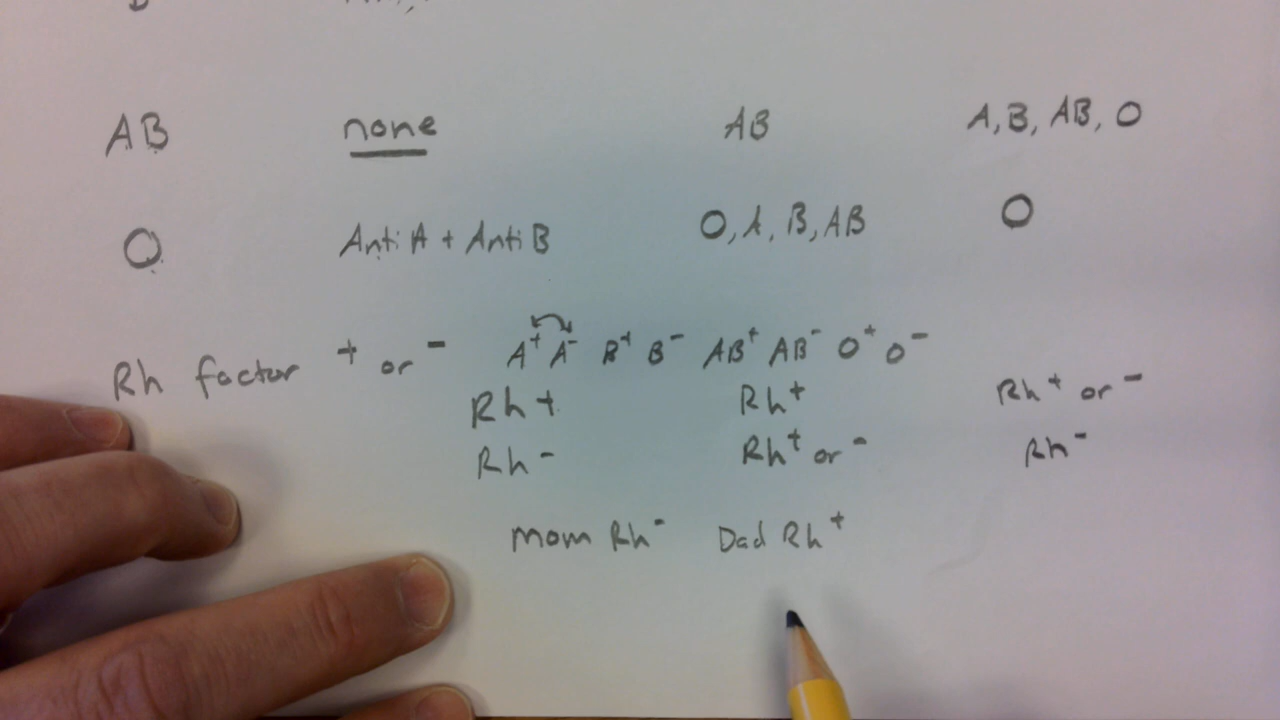 AB none AB A, B, AB, O
O Anti A + Anti B O, A, B, AB O
Rh factor + or - A⁺ A⁻ B⁺ B⁻ AB⁺ AB⁻ O⁺ O⁻
Rh + Rh⁺ Rh⁺ or -
Rh - Rh⁺ or - Rh⁻
Mom Rh⁻ Dad Rh⁺